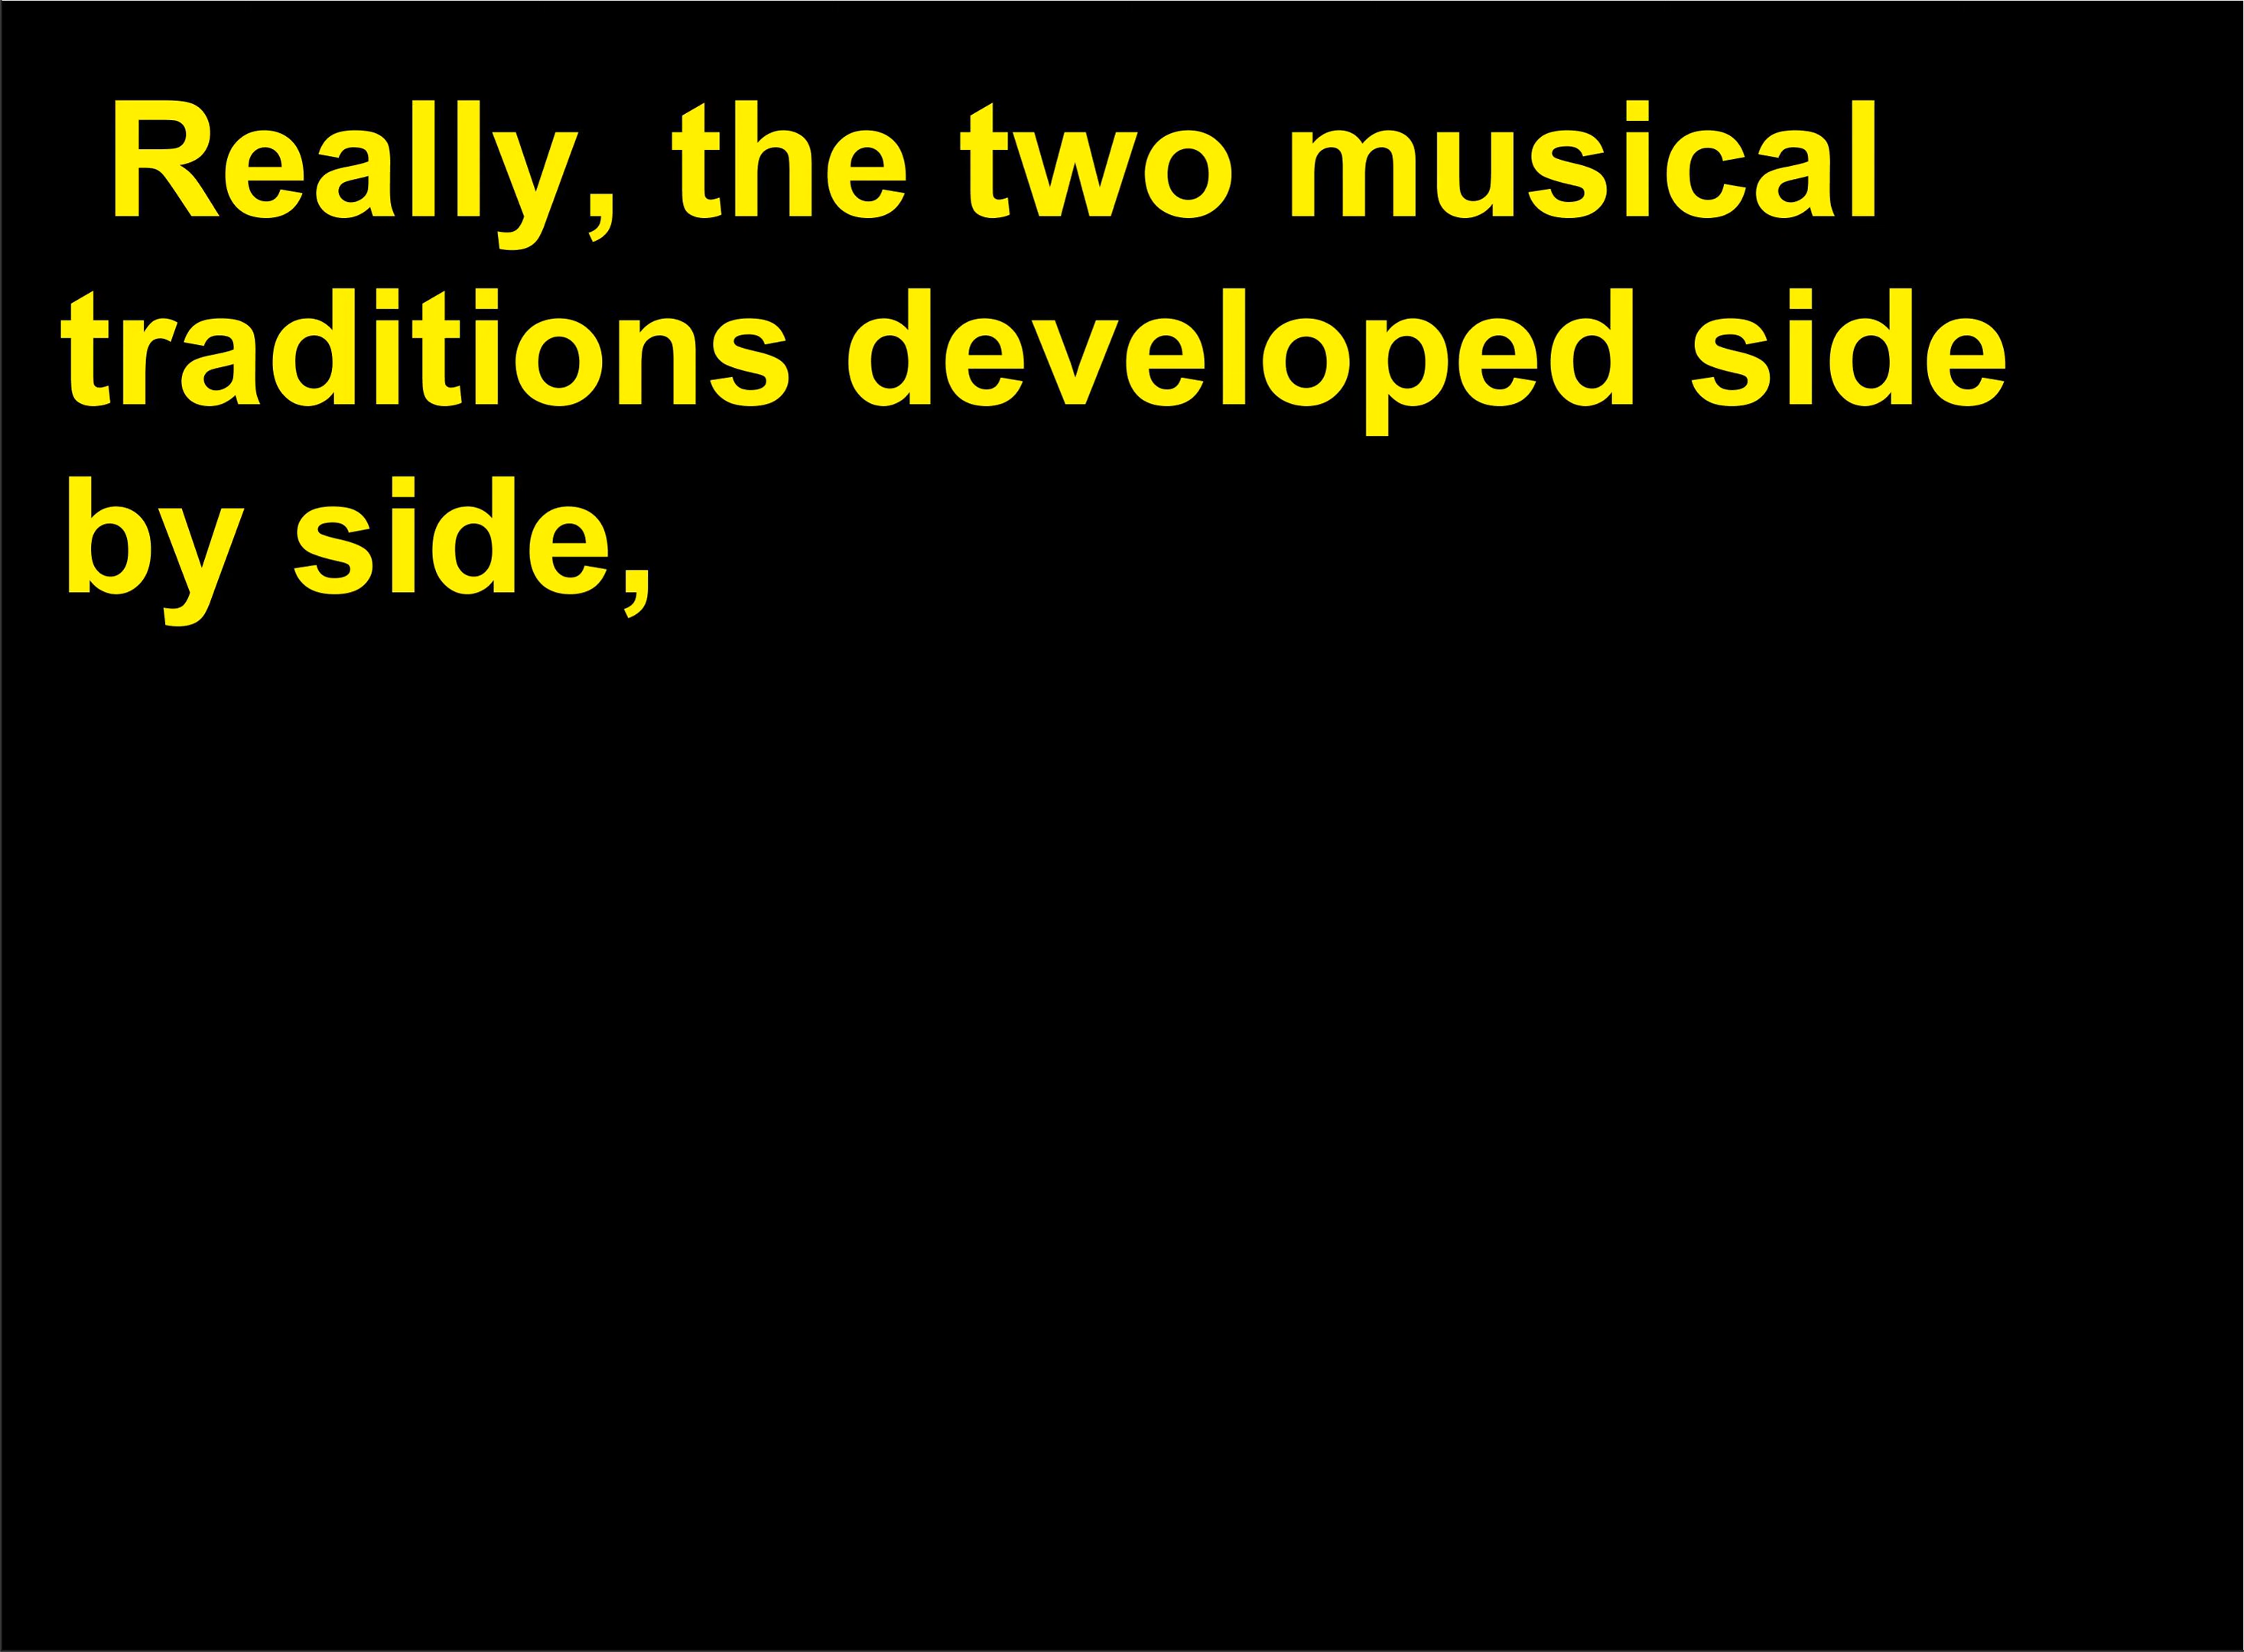 Really, the two musical
traditions developed side
by side,